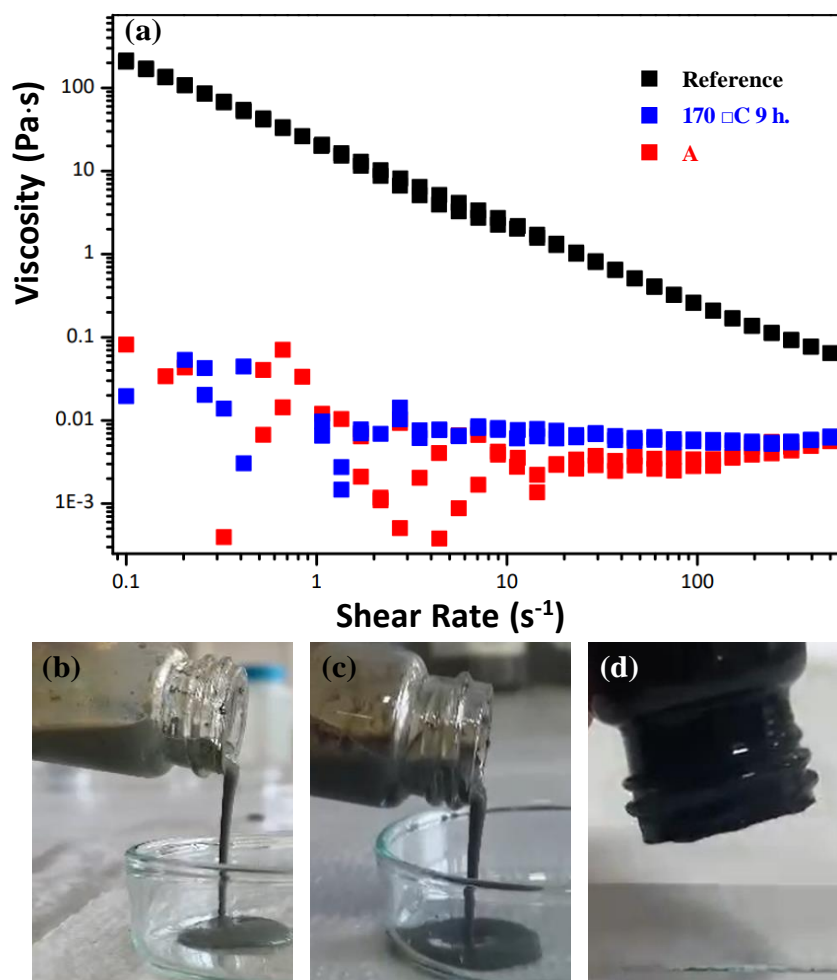 (a)
Reference
170 □C 9 h.
A
Viscosity (Pa·s)
100
10
1
0.1
0.01
1E-3
0.1
1
10
100
Shear Rate (s⁻¹)
(b)
(c)
(d)